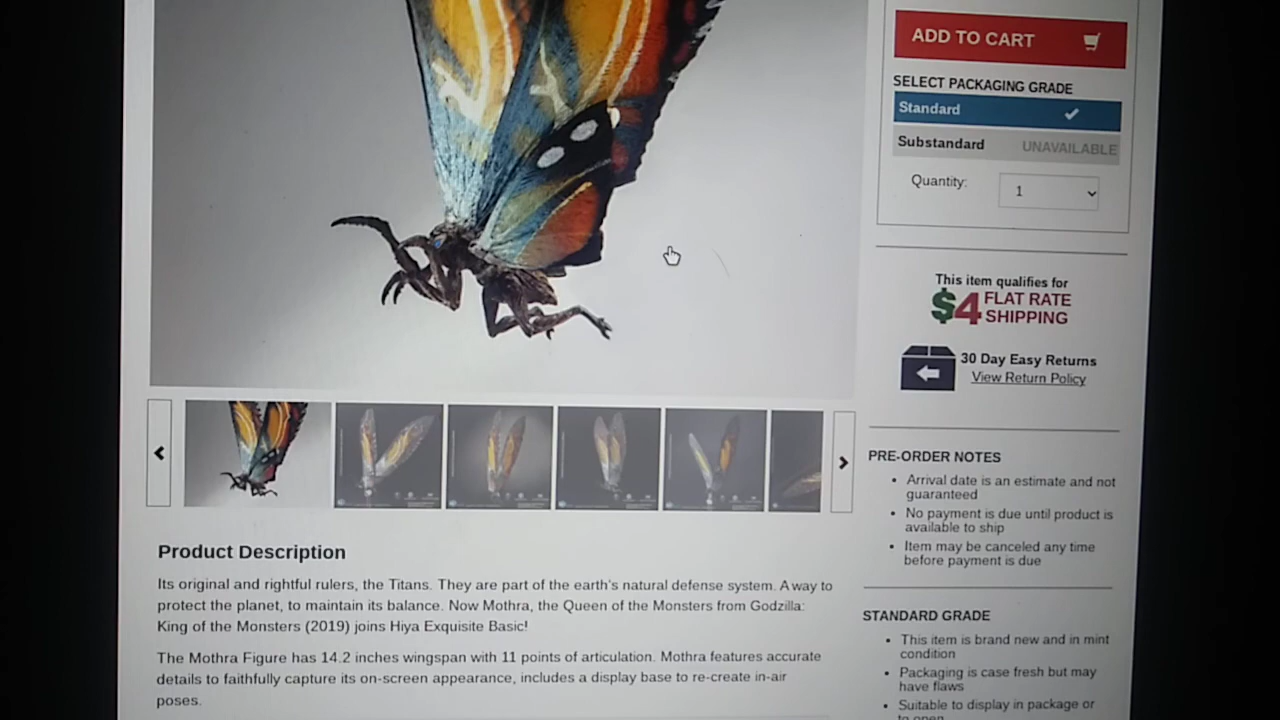 ADD TO CART
SELECT PACKAGING GRADE
Standard
Substandard UNAVAILABLE
Quantity: 1
This item qualifies for
$4 FLAT RATE
SHIPPING
30 Day Easy Returns
View Return Policy
PRE-ORDER NOTES
Arrival date is an estimate and not
guaranteed
No payment is due until product is
available to ship
Item may be canceled any time
before payment is due
STANDARD GRADE
This item is brand new and in mint
condition
Packaging is case fresh but may
have flaws
Suitable to display in package or
to open
Product Description
Its original and rightful rulers, the Titans. They are part of the earth's natural defense system. A way to
protect the planet, to maintain its balance. Now Mothra, the Queen of the Monsters from Godzilla:
King of the Monsters (2019) joins Hiya Exquisite Basic!
The Mothra Figure has 14.2 inches wingspan with 11 points of articulation. Mothra features accurate
details to faithfully capture its on-screen appearance, includes a display base to re-create in-air
poses.